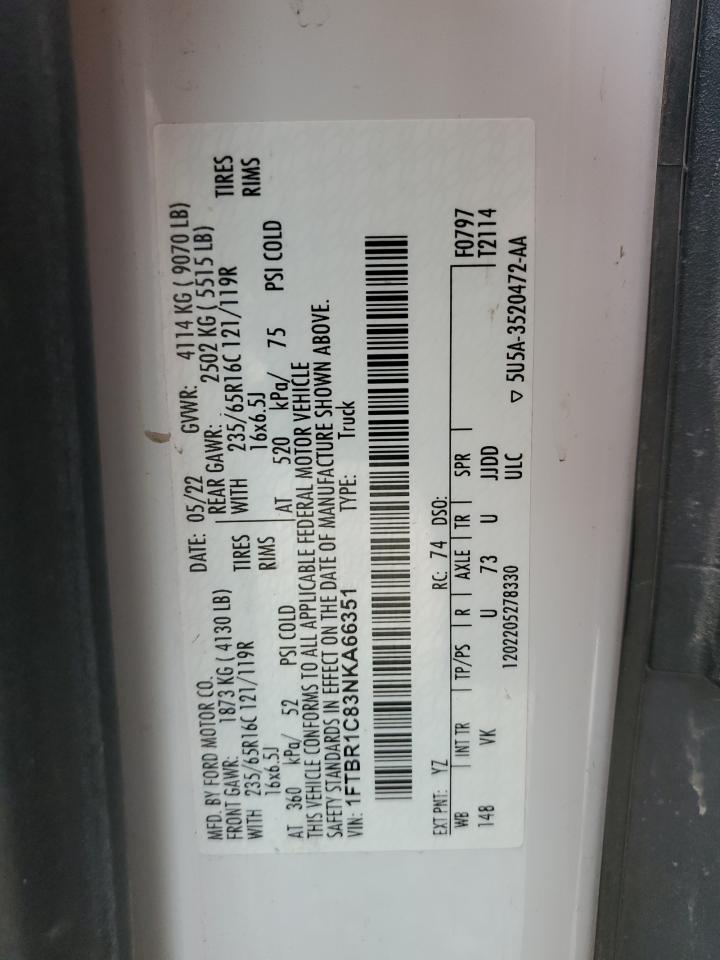 MFD. BY FORD MOTOR CO. DATE: 05/22 GVWR: 4114 KG ( 9070 LB)
FRONT GAWR: 1873 KG ( 4130 LB) REAR GAWR: 2502 KG ( 5515 LB)
WITH 235/65R16C 121/119R TIRES WITH 235/65R16C 121/119R TIRES
16x6.5J RIMS 16x6.5J RIMS
AT 360 kPa/ 52 PSI COLD AT 520 kPa/ 75 PSI COLD
THIS VEHICLE CONFORMS TO ALL APPLICABLE FEDERAL MOTOR VEHICLE
SAFETY STANDARDS IN EFFECT ON THE DATE OF MANUFACTURE SHOWN ABOVE.
VIN: 1FTBR1C83NKA66351 TYPE: Truck
EXT PNT: YZ RC: 74 DSO:
WB INT TR TP/PS R AXLE TR SPR F0797
148 VK U 73 U JJDD T2114
ULC
1202205278330 ▽ 5U5A-3520472-AA